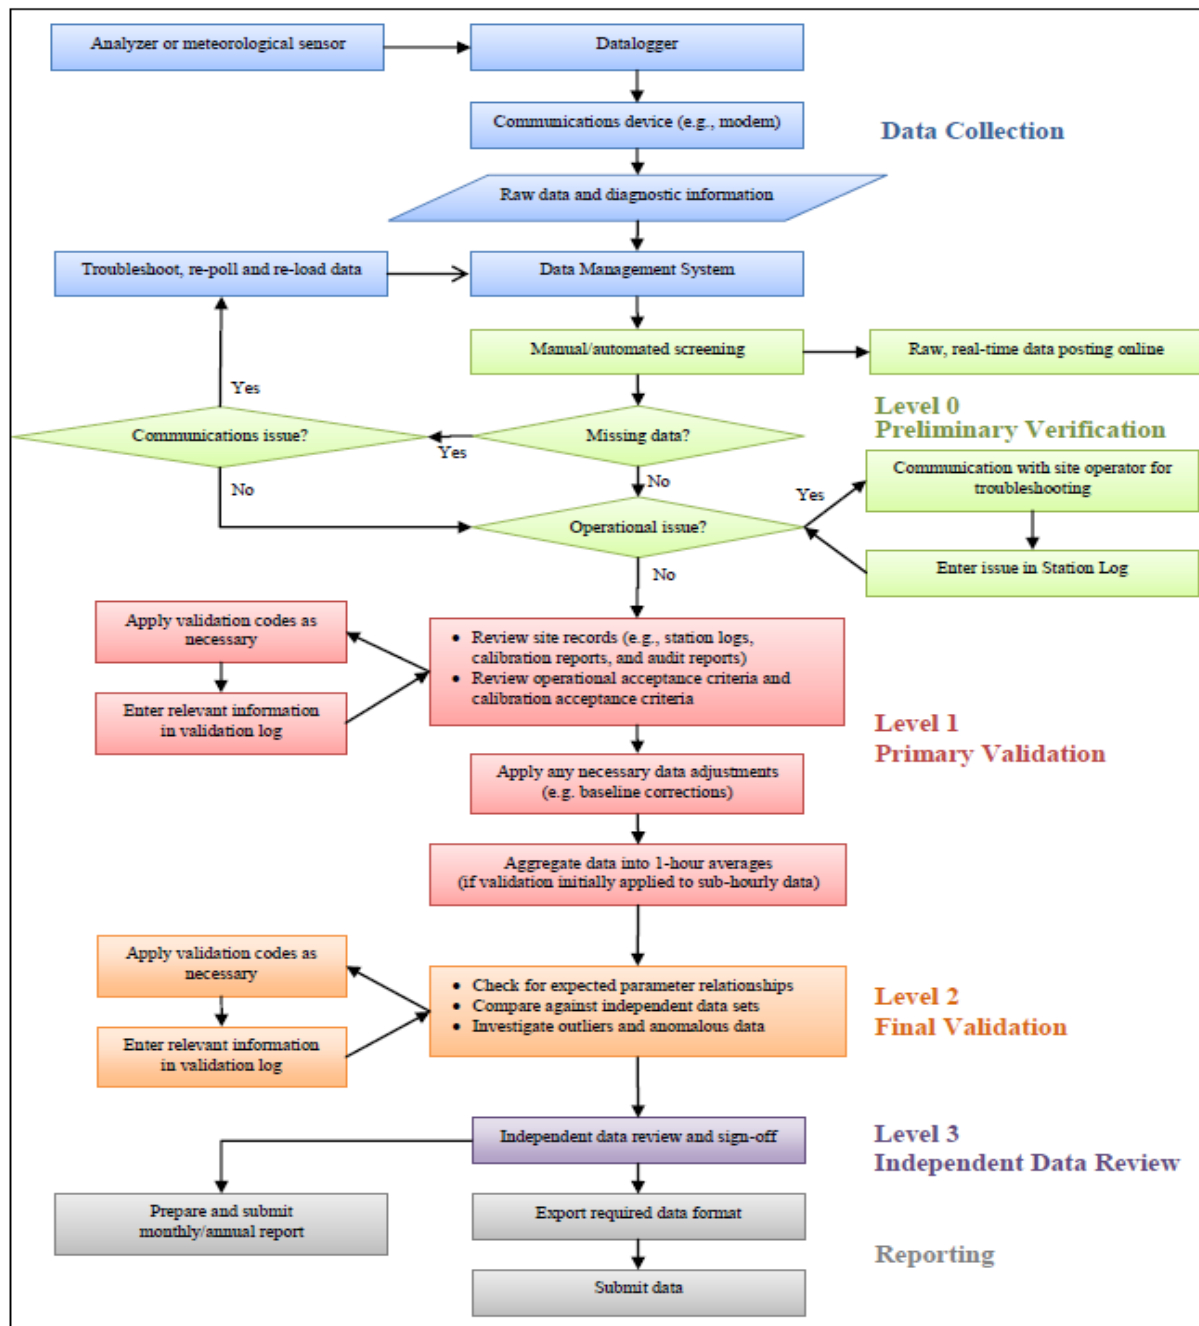 Analyzer or meteorological sensor
Datalogger
Communications device (e.g., modem)
Data Collection
Raw data and diagnostic information
Troubleshoot, re-poll and re-load data
Data Management System
Manual/automated screening
Raw, real-time data posting online
Yes
Level 0
Preliminary Verification
Communications issue?
Yes
Missing data?
No
No
Communication with site operator for
troubleshooting
Yes
Operational issue?
Enter issue in Station Log
No
Apply validation codes as
necessary
Enter relevant information
in validation log
• Review site records (e.g., station logs,
calibration reports, and audit reports)
• Review operational acceptance criteria and
calibration acceptance criteria
Level 1
Primary Validation
Apply any necessary data adjustments
(e.g. baseline corrections)
Aggregate data into 1-hour averages
(if validation initially applied to sub-hourly data)
Apply validation codes as
necessary
Enter relevant information
in validation log
• Check for expected parameter relationships
• Compare against independent data sets
• Investigate outliers and anomalous data
Level 2
Final Validation
Independent data review and sign-off
Level 3
Independent Data Review
Prepare and submit
monthly/annual report
Export required data format
Reporting
Submit data